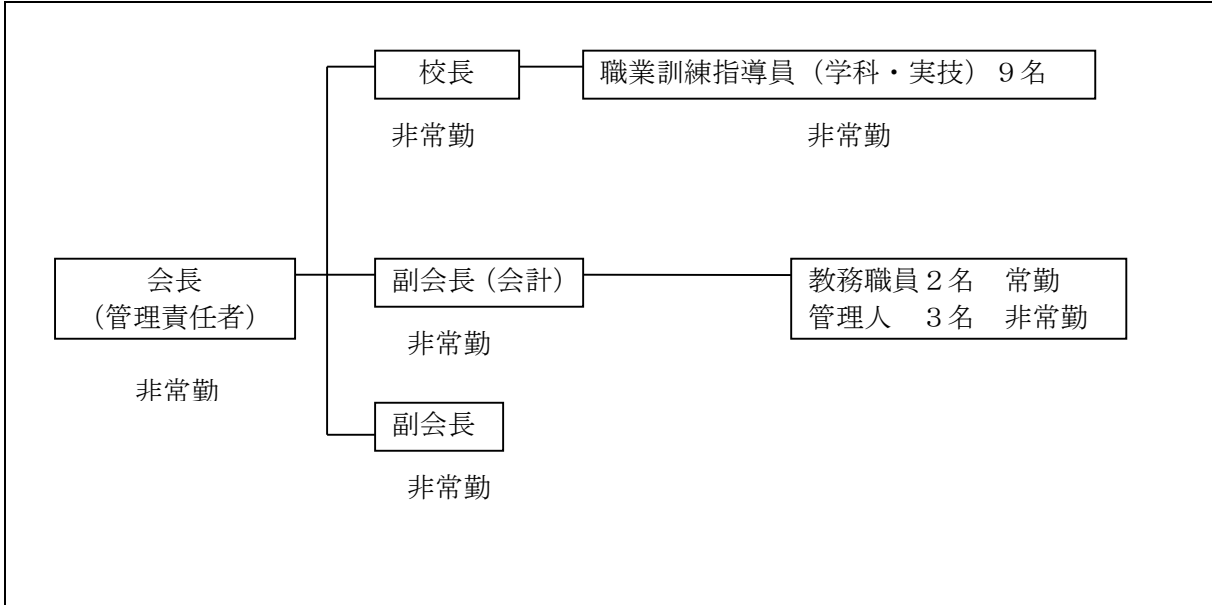 校長
職業訓練指導員（学科・実技）９名
非常勤
非常勤
会長
（管理責任者）
非常勤
副会長（会計）
非常勤
教務職員２名　常勤
管理人　３名　非常勤
副会長
非常勤